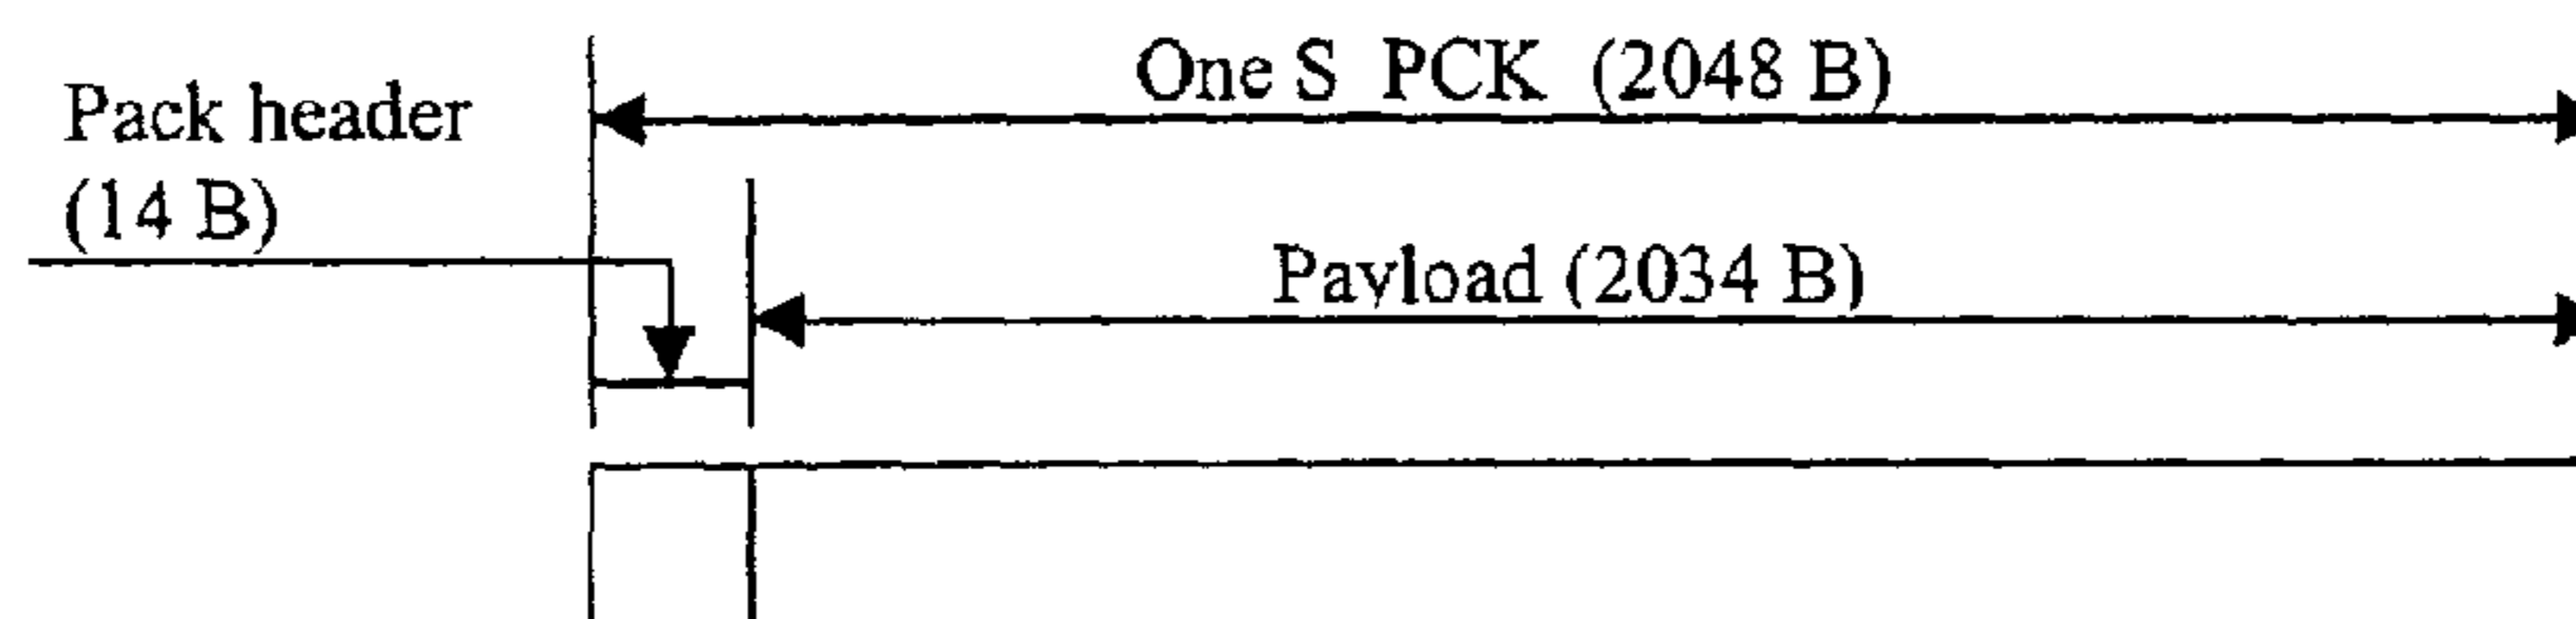 One S_PCK (2048 B)
Pack header
(14 B)
Payload (2034 B)